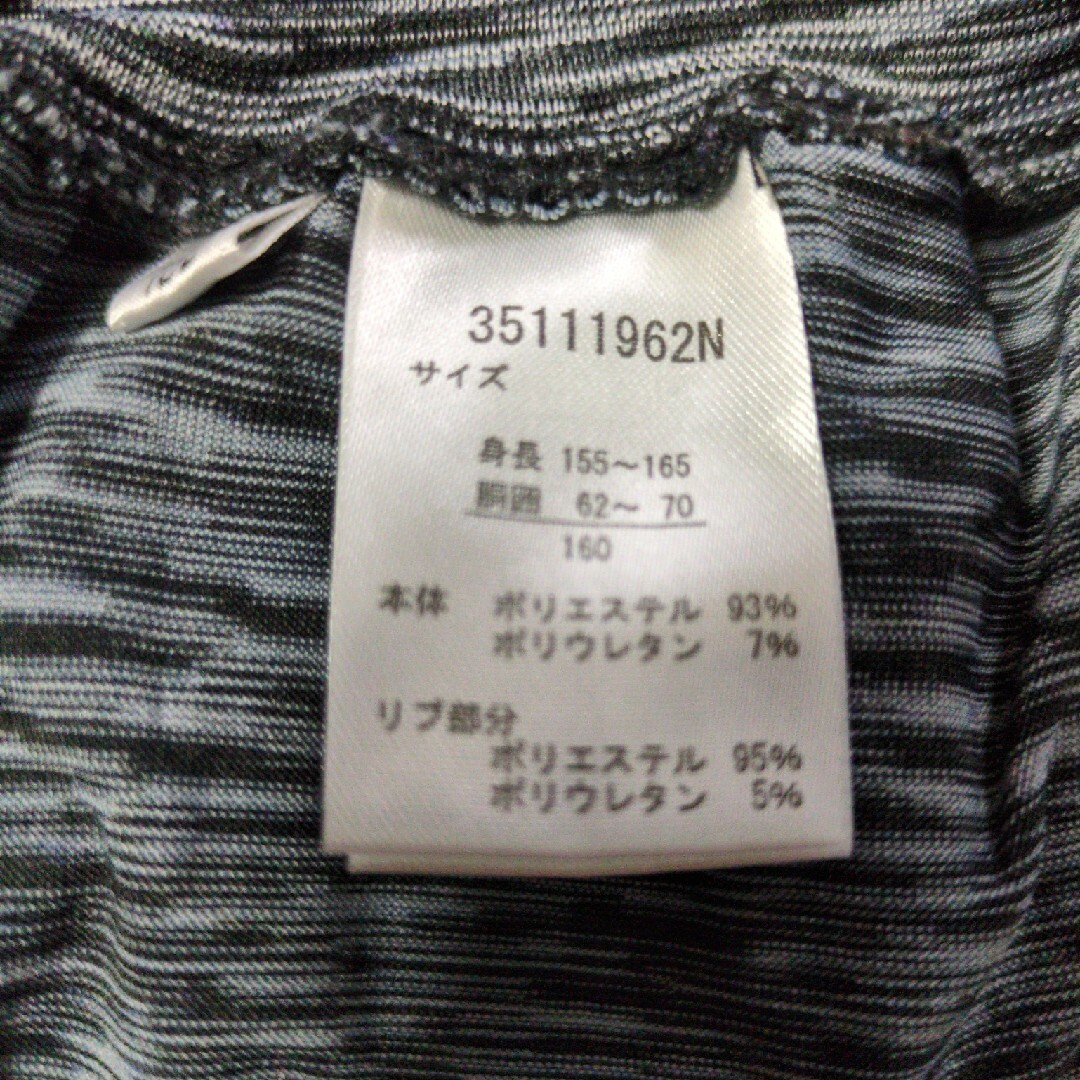 35111962N
サイズ
身長 155~165
胴囲 62~ 70
160
本体 ポリエステル 93%
ポリウレタン 7%
リブ部分
ポリエステル 95%
ポリウレタン 5%